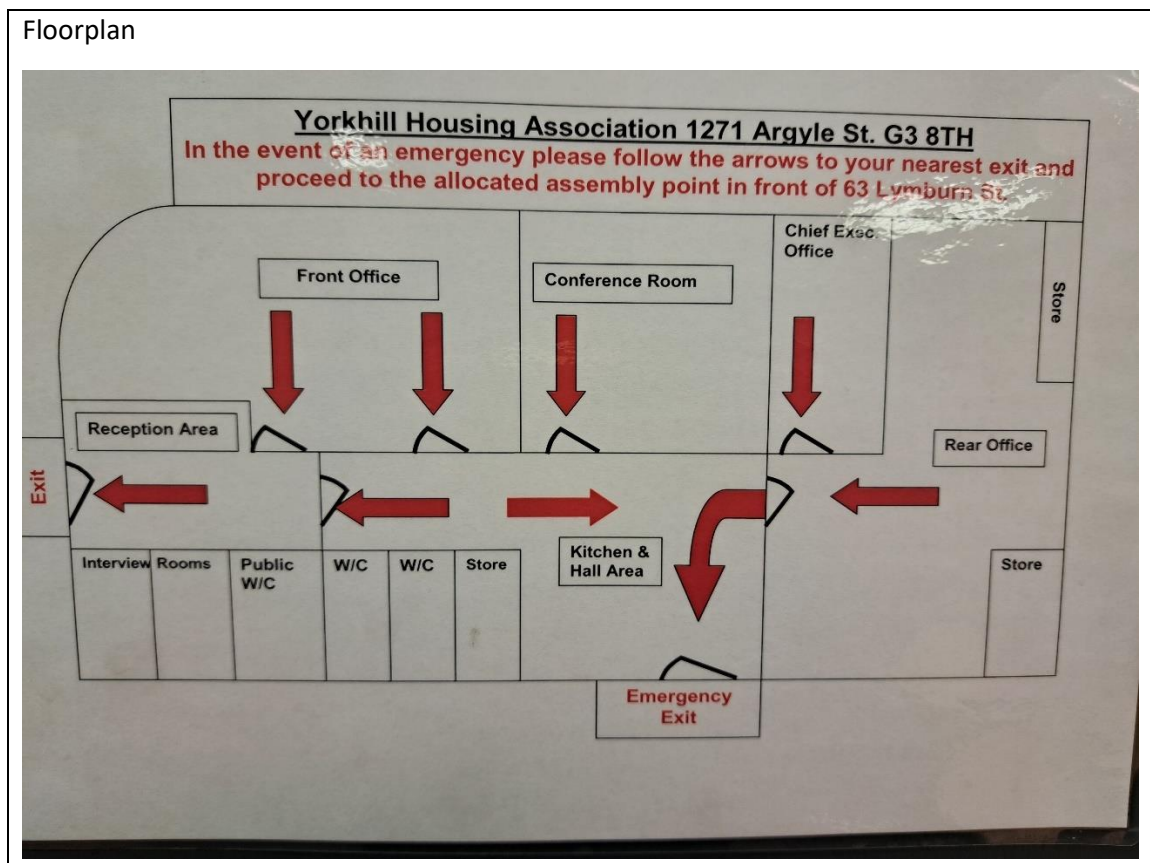 Floorplan
Yorkhill Housing Association 1271 Argyle St. G3 8TH
In the event of an emergency please follow the arrows to your nearest exit and
proceed to the allocated assembly point in front of 63 Lymburn St.
Chief Exec
Office
Front Office
Conference Room
Store
Reception Area
Rear Office
Exit
Kitchen &
Hall Area
Interview Rooms
Public
W/C
W/C
W/C
Store
Store
Emergency
Exit